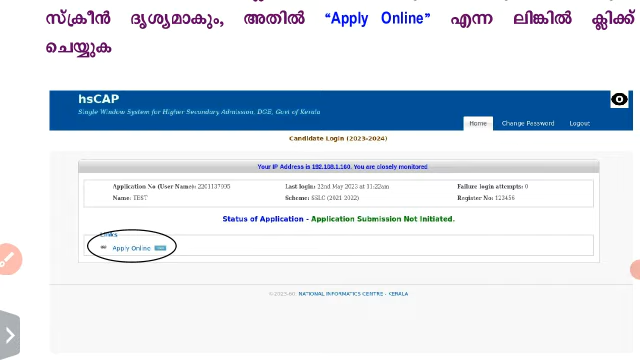 സ്ക്രീൻ ദൃശ്യമാകും, അതിൽ “Apply Online” എന്ന ലിങ്കിൽ ക്ലിക്ക്
ചെയ്യുക
hsCAP
Single Window System for Higher Secondary Admission, DGE, Govt of Kerala
Home Change Password Logout
Candidate Login (2023-2024)
Your IP Address is 192.168.1.160. You are closely monitored
Application No (User Name): 2201137095 Last login: 22nd May 2023 at 11:22am Failure login attempts: 0
Name: TEST Scheme: SSLC (2021 2022) Register No: 123456
Status of Application - Application Submission Not Initiated.
Links
Apply Online
NATIONAL INFORMATICS CENTRE - KERALA